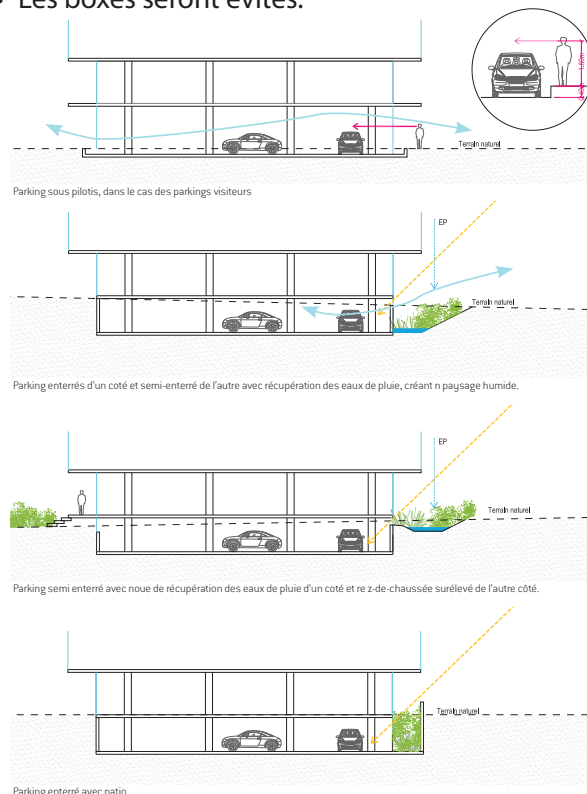 Les boxes seront évités.
1.60m
Terrain naturel
Parking sous pilotis, dans le cas des parkings visiteurs
EP
Terrain naturel
Parking enterrés d'un coté et semi-enterré de l'autre avec récupération des eaux de pluie, créant n paysage humide.
EP
Terrain naturel
Parking semi enterré avec noue de récupération des eaux de pluie d'un coté et re z-de-chaussée surélevé de l'autre côté.
Terrain naturel
Parking enterré avec patio